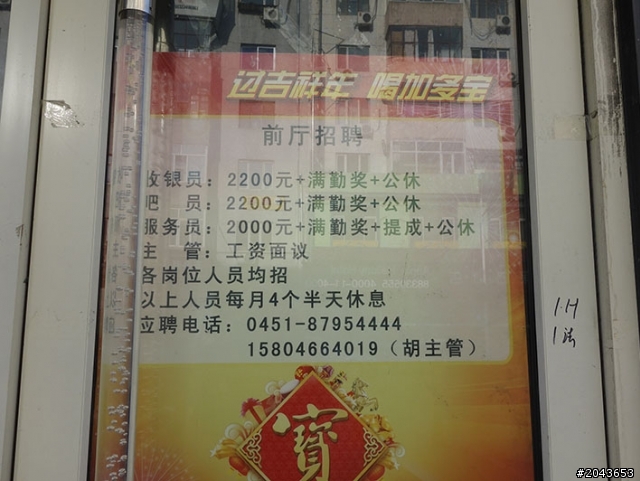 过吉祥年 喝加多宝
前厅招聘
收银员：2200元+满勤奖+公休
吧 员：2200元+满勤奖+公休
服务员：2000元+满勤奖+提成+公休
主 管：工资面议
各岗位人员均招
以上人员每月4个半天休息
应聘电话：0451-87954444
15804664019（胡主管）
寶
#2043653